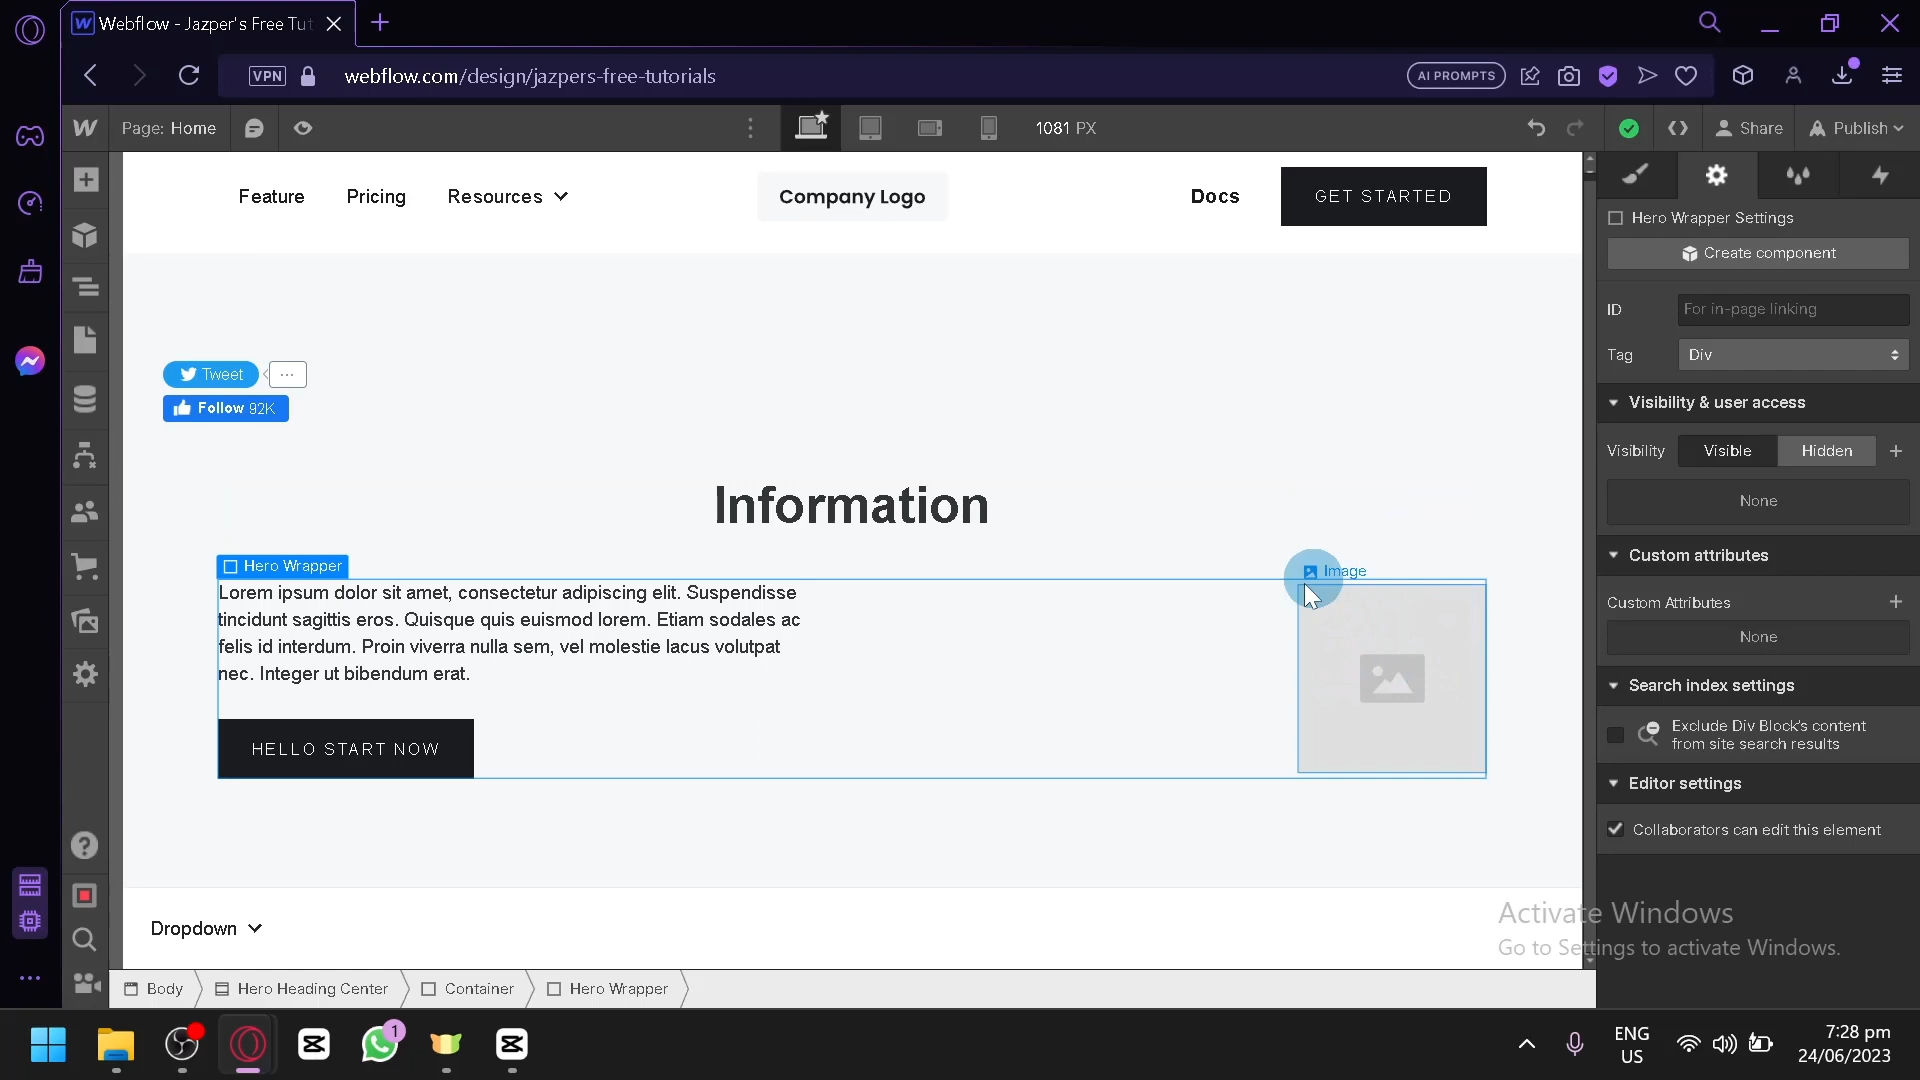 Webflow - Jazper's Free Tut
VPN
webflow.com/design/jazpers-free-tutorials
AI PROMPTS
Page: Home
1081 PX
Share
Publish
Feature
Pricing
Resources
Company Logo
Docs
GET STARTED
Hero Wrapper Settings
Create component
ID
For in-page linking
Tag
Div
Tweet
...
Follow 92K
Visibility & user access
Visibility
Visible
Hidden
None
Information
Custom attributes
Custom Attributes
None
Hero Wrapper
Image
Lorem ipsum dolor sit amet, consectetur adipiscing elit. Suspendisse
tincidunt sagittis eros. Quisque quis euismod lorem. Etiam sodales ac
felis id interdum. Proin viverra nulla sem, vel molestie lacus volutpat
nec. Integer ut bibendum erat.
HELLO START NOW
Search index settings
Exclude Div Block's content
from site search results
Editor settings
Collaborators can edit this element
Dropdown
Activate Windows
Go to Settings to activate Windows.
Body
Hero Heading Center
Container
Hero Wrapper
1
ENG
US
7:28 pm
24/06/2023